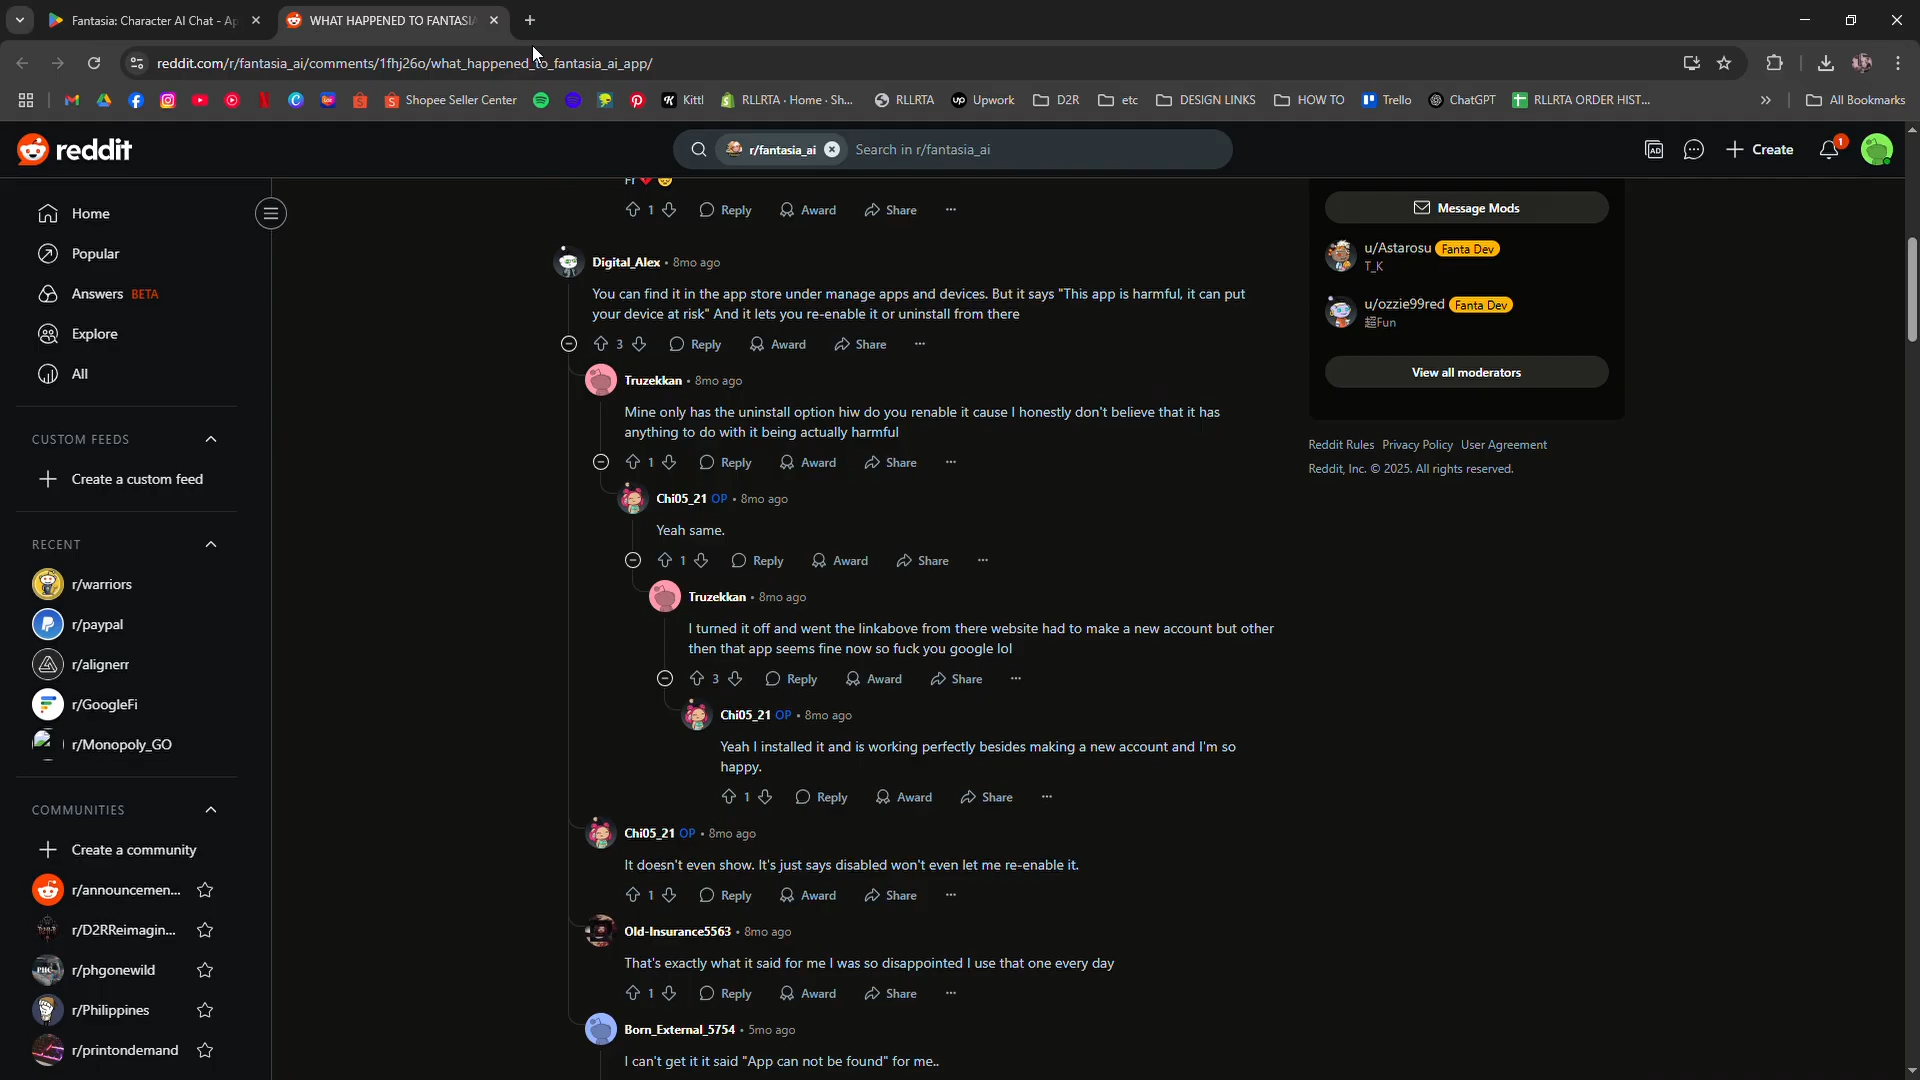 Fantasia: Character AI Chat - Ap
WHAT HAPPENED TO FANTASIA
reddit.com/r/fantasia_ai/comments/1fhj26o/what_happened_to_fantasia_ai_app/
Shopee Seller Center
Kittl
RLLRTA · Home · Sh...
RLLRTA
Upwork
D2R
etc
DESIGN LINKS
HOW TO
Trello
ChatGPT
RLLRTA ORDER HIST...
All Bookmarks
reddit
r/fantasia_ai
Search in r/fantasia_ai
Create
1
Home
Popular
Answers BETA
Explore
All
CUSTOM FEEDS
Create a custom feed
RECENT
r/warriors
r/paypal
r/alignerr
r/GoogleFi
r/Monopoly_GO
COMMUNITIES
Create a community
r/announcemen...
r/D2RReimagin...
r/phgonewild
r/Philippines
r/printondemand
Fr❤️
1 Reply Award Share ...
Digital_Alex • 8mo ago
You can find it in the app store under manage apps and devices. But it says "This app is harmful, it can put
your device at risk" And it lets you re-enable it or uninstall from there
3 Reply Award Share ...
Truzekkan • 8mo ago
Mine only has the uninstall option hiw do you renable it cause I honestly don't believe that it has
anything to do with it being actually harmful
1 Reply Award Share ...
Chi05_21 OP • 8mo ago
Yeah same.
1 Reply Award Share ...
Truzekkan • 8mo ago
I turned it off and went the linkabove from there website had to make a new account but other
then that app seems fine now so fuck you google lol
3 Reply Award Share ...
Chi05_21 OP • 8mo ago
Yeah I installed it and is working perfectly besides making a new account and I'm so
happy.
1 Reply Award Share ...
Chi05_21 OP • 8mo ago
It doesn't even show. It's just says disabled won't even let me re-enable it.
1 Reply Award Share ...
Old-Insurance5563 • 8mo ago
That's exactly what it said for me I was so disappointed I use that one every day
1 Reply Award Share ...
Born_External_5754 • 5mo ago
I can't get it it said "App can not be found" for me..
Message Mods
u/Astarosu Fanta Dev
T_K
u/ozzie99red Fanta Dev
超Fun
View all moderators
Reddit Rules Privacy Policy User Agreement
Reddit, Inc. © 2025. All rights reserved.